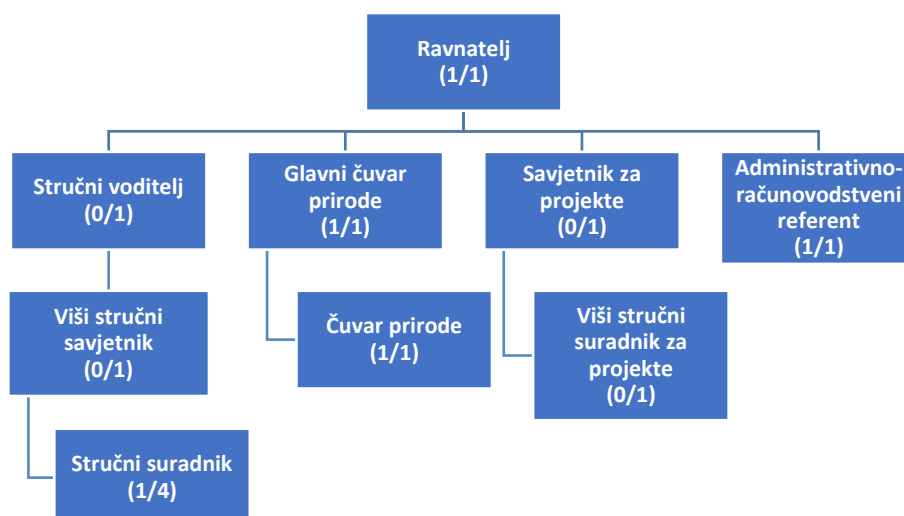 Ravnatelj
(1/1)
Stručni voditelj
(0/1)
Glavni čuvar
prirode
(1/1)
Savjetnik za
projekte
(0/1)
Administrativno-
računovodstveni
referent
(1/1)
Viši stručni
savjetnik
(0/1)
Čuvar prirode
(1/1)
Viši stručni
suradnik za
projekte
(0/1)
Stručni suradnik
(1/4)